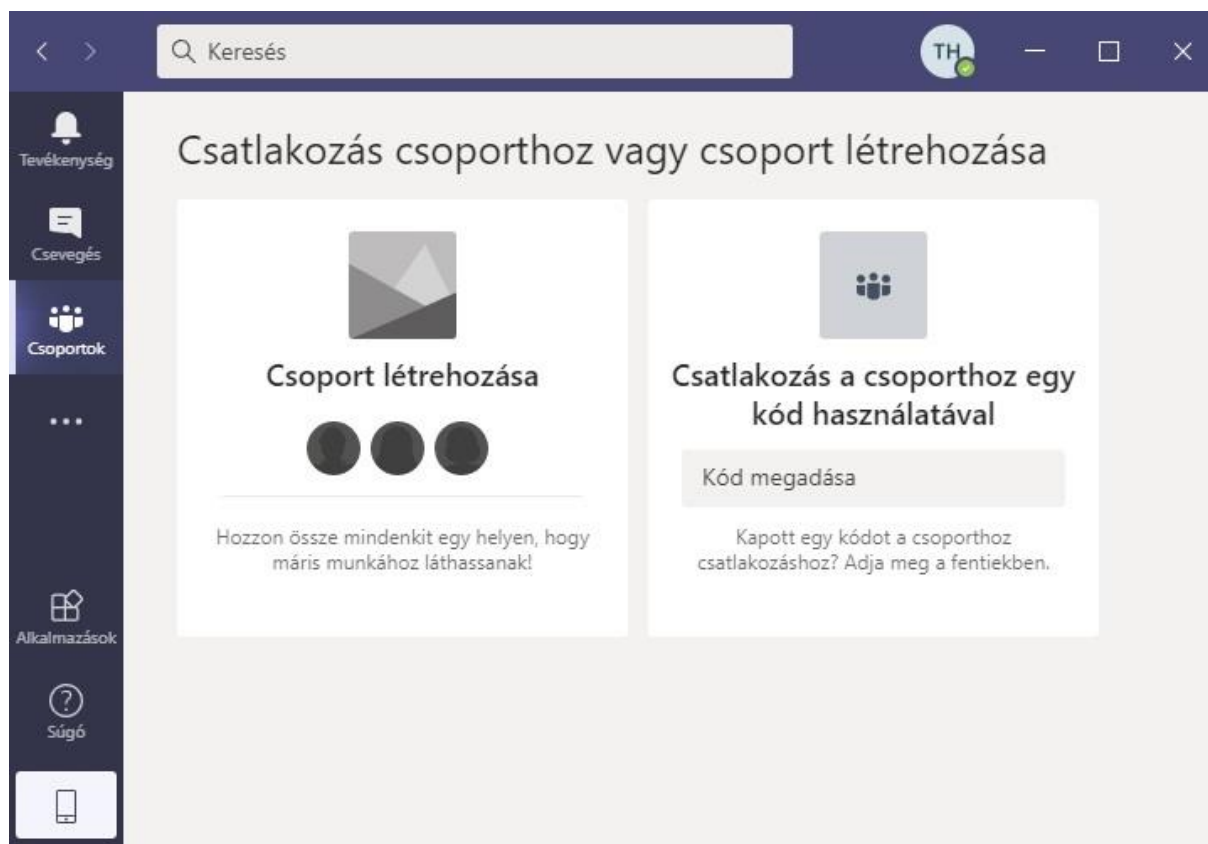 Keresés
TH
Tevékenység
Csevegés
Csoportok
Alkalmazások
Súgó
Csatlakozás csoporthoz vagy csoport létrehozása
Csoport létrehozása
Hozzon össze mindenkit egy helyen, hogy
máris munkához láthassanak!
Csatlakozás a csoporthoz egy
kód használatával
Kód megadása
Kapott egy kódot a csoporthoz
csatlakozáshoz? Adja meg a fentiekben.